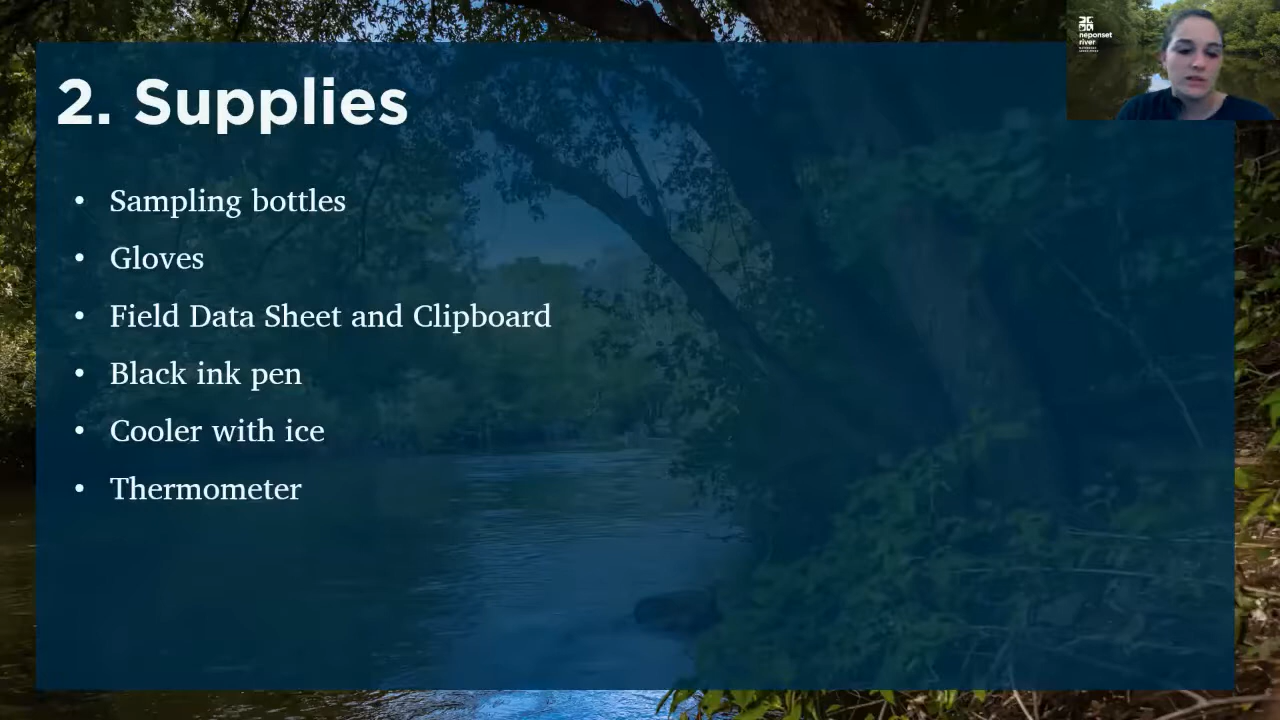 2. Supplies
• Sampling bottles
• Gloves
• Field Data Sheet and Clipboard
• Black ink pen
• Cooler with ice
• Thermometer
neponset
river